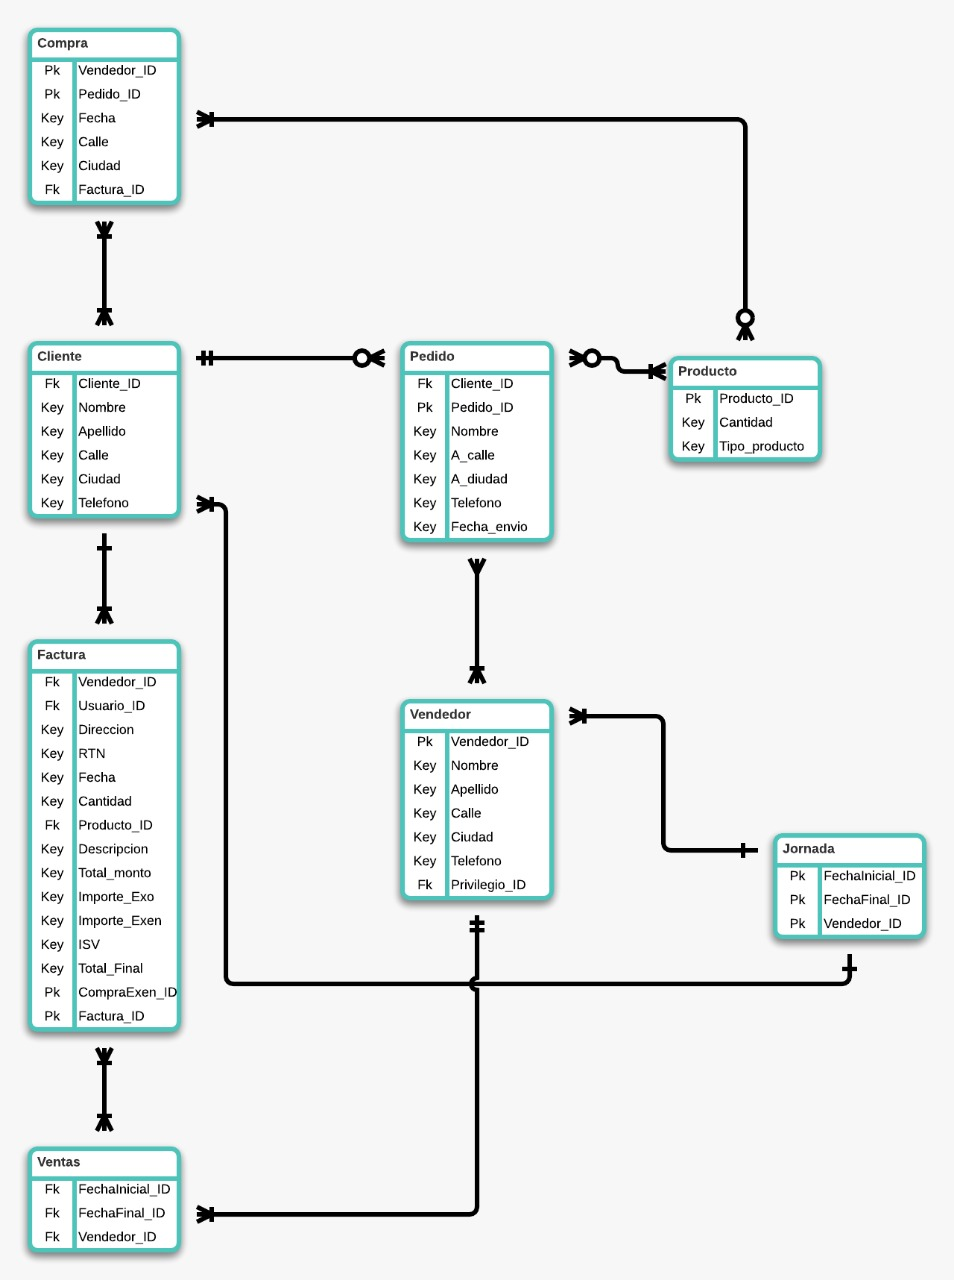 Compra
Pk Vendedor_ID
Pk Pedido_ID
Key Fecha
Key Calle
Key Ciudad
Fk Factura_ID
Cliente
Fk Cliente_ID
Key Nombre
Key Apellido
Key Calle
Key Ciudad
Key Telefono
Pedido
Fk Cliente_ID
Pk Pedido_ID
Key Nombre
Key A_calle
Key A_diudad
Key Telefono
Key Fecha_envio
Producto
Pk Producto_ID
Key Cantidad
Key Tipo_producto
Factura
Fk Vendedor_ID
Fk Usuario_ID
Key Direccion
Key RTN
Key Fecha
Key Cantidad
Fk Producto_ID
Key Descripcion
Key Total_monto
Key Importe_Exo
Key Importe_Exen
Key ISV
Key Total_Final
Pk CompraExen_ID
Pk Factura_ID
Vendedor
Pk Vendedor_ID
Key Nombre
Key Apellido
Key Calle
Key Ciudad
Key Telefono
Fk Privilegio_ID
Jornada
Pk FechaInicial_ID
Pk FechaFinal_ID
Pk Vendedor_ID
Ventas
Fk FechaInicial_ID
Fk FechaFinal_ID
Fk Vendedor_ID